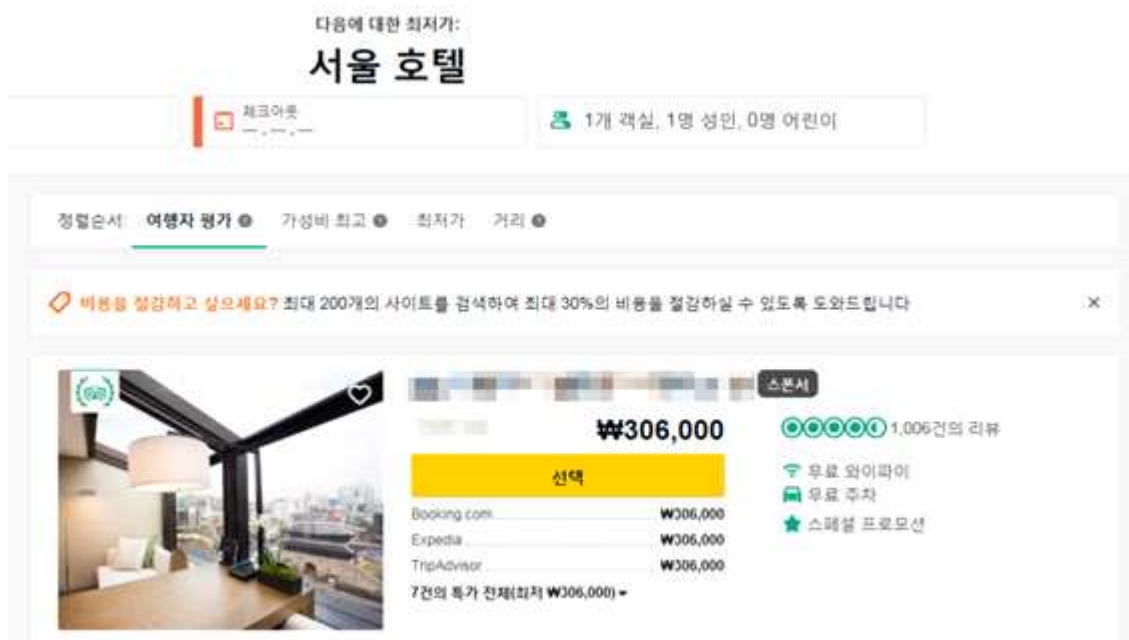 다음에 대한 최저가:
서울 호텔
체크아웃
—.—.—
1개 객실, 1명 성인, 0명 어린이
정렬순서: 여행자 평가 가성비 최고 최저가 거리
비용을 절감하고 싶으세요? 최대 200개의 사이트를 검색하여 최대 30%의 비용을 절감하실 수 있도록 도와드립니다
스폰서
₩306,000
1,006건의 리뷰
선택
무료 와이파이
무료 주차
스페셜 프로모션
Booking.com ₩306,000
Expedia ₩306,000
TripAdvisor ₩306,000
7건의 특가 전체(최저 ₩306,000)